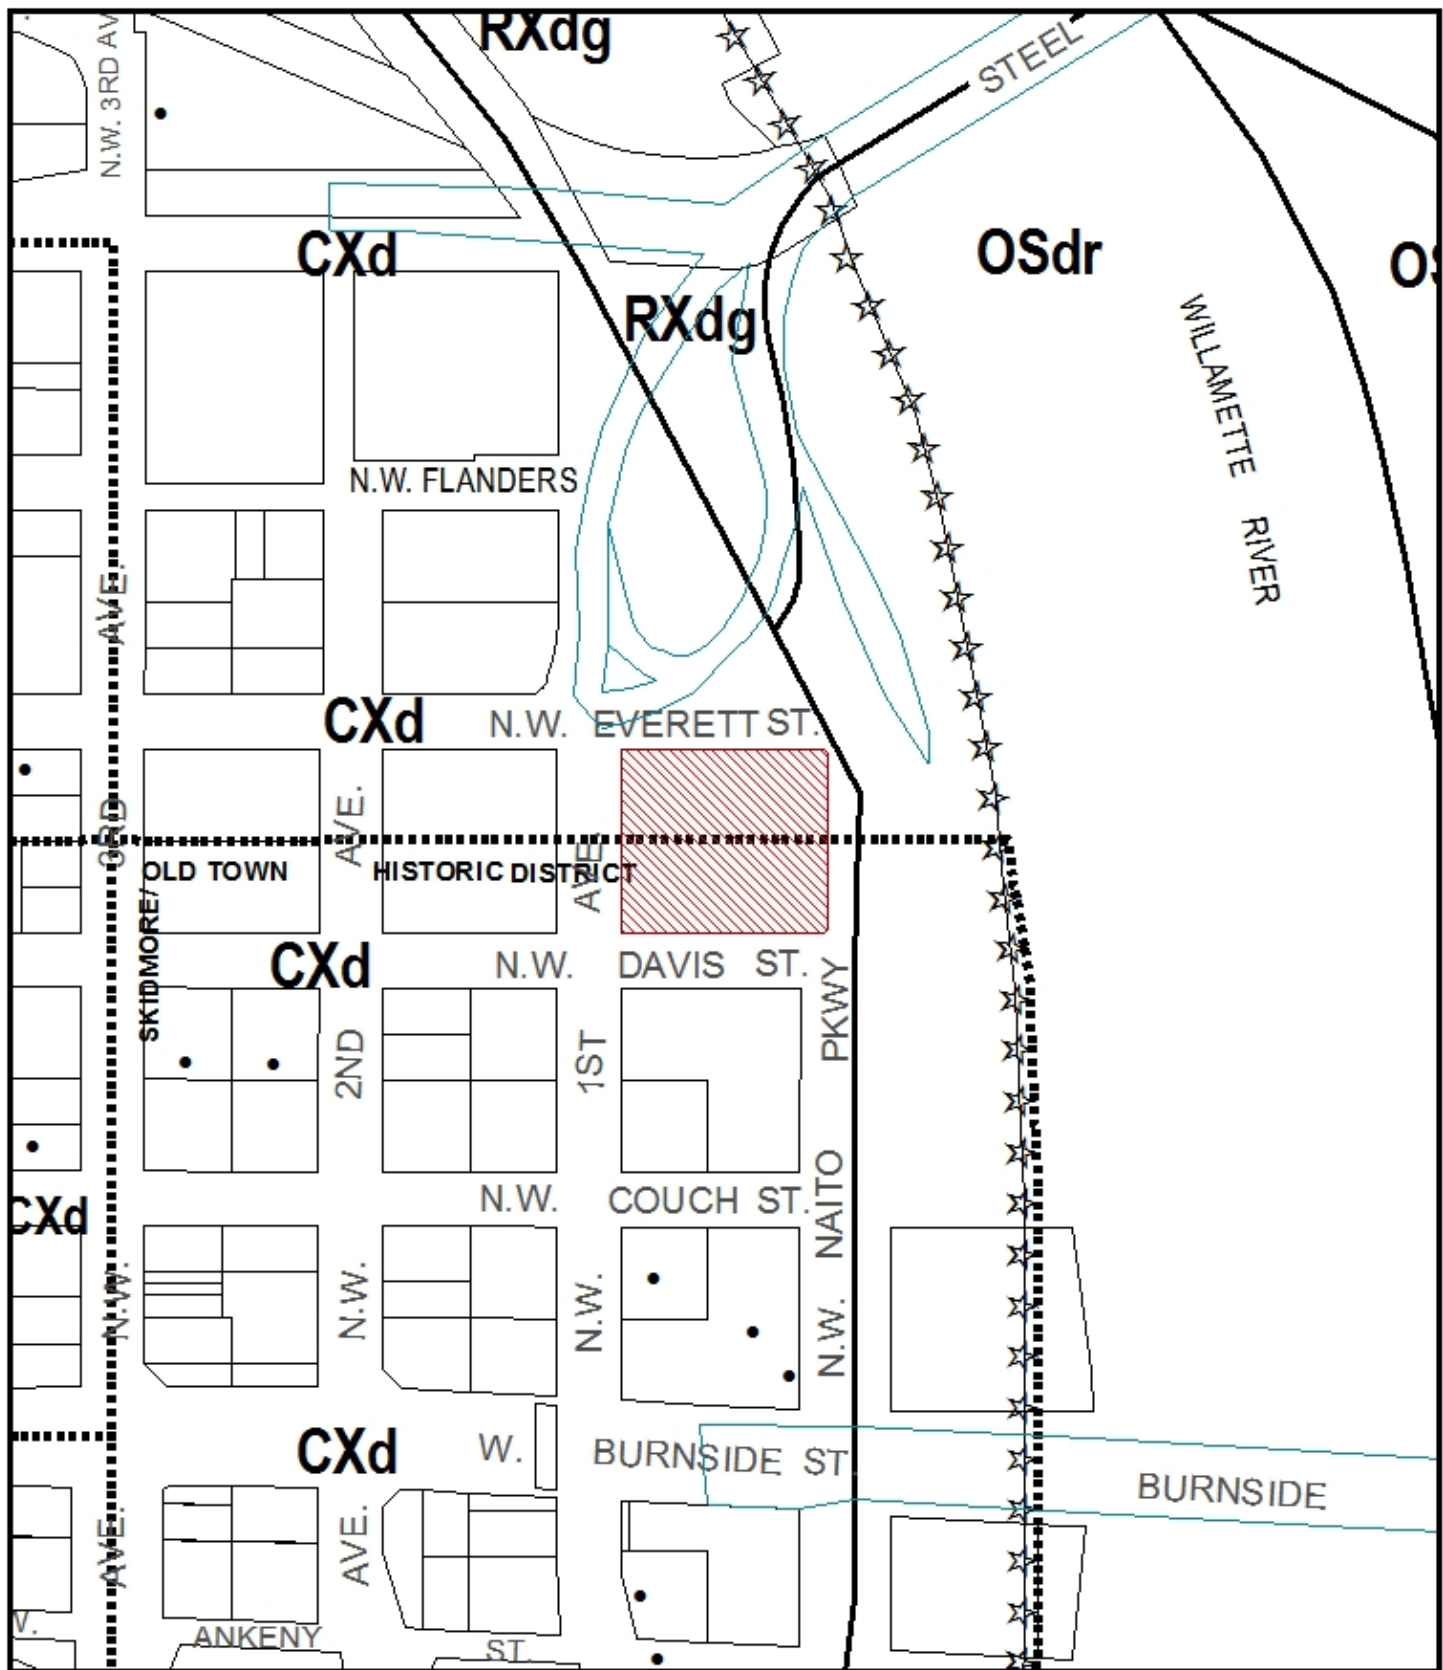 RXdg
N.W. 3RD AV
STEEL
CXd
OSdr
RXdg
WILLAMETTE RIVER
N.W. FLANDERS
AVE.
CXd
N.W. EVERETT ST.
3RD
AVE.
AVE.
OLD TOWN HISTORIC DISTRICT
SKIDMORE/
CXd
N.W. DAVIS ST.
PKWY
2ND
1ST
N.W. COUCH ST.
NAITO
CXd
N.W.
N.W.
N.W.
N.W.
CXd
W. BURNSIDE ST
BURNSIDE
AVE.
AVE.
ANKENY ST.